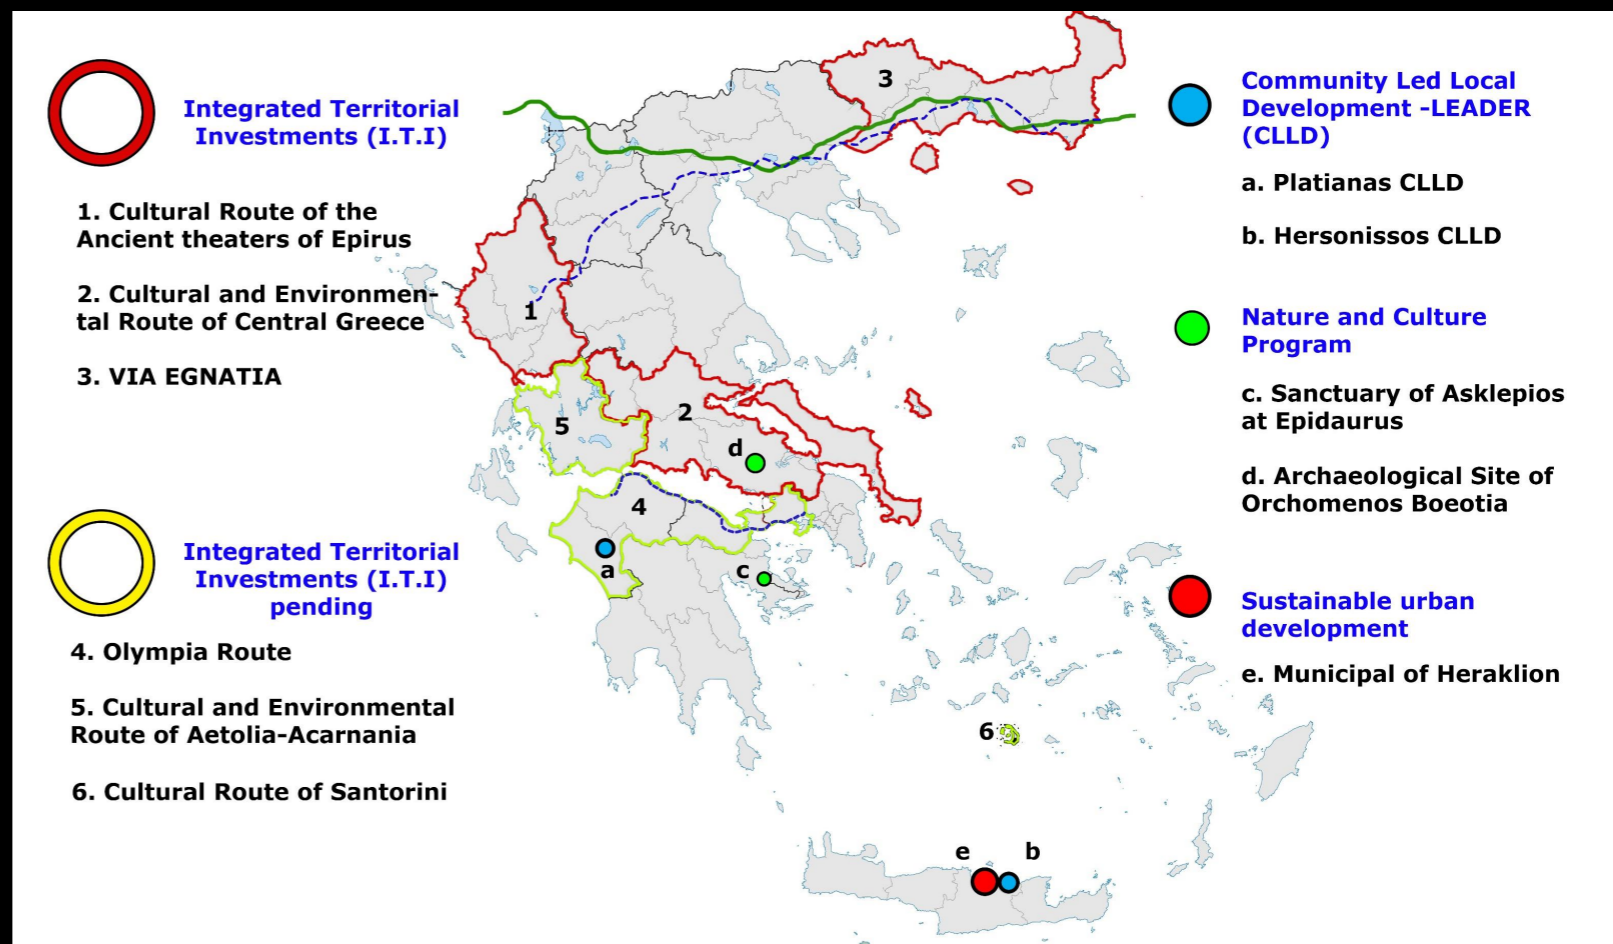 Integrated Territorial
Investments (I.T.I)
1. Cultural Route of the
Ancient theaters of Epirus
2. Cultural and Environmen-
tal Route of Central Greece
3. VIA EGNATIA
Integrated Territorial
Investments (I.T.I)
pending
4. Olympia Route
5. Cultural and Environmental
Route of Aetolia-Acarnania
6. Cultural Route of Santorini
3
1
2
5
d
4
a
c
6
e
b
Community Led Local
Development -LEADER
(CLLD)
a. Platianas CLLD
b. Hersonissos CLLD
Nature and Culture
Program
c. Sanctuary of Asklepios
at Epidaurus
d. Archaeological Site of
Orchomenos Boeotia
Sustainable urban
development
e. Municipal of Heraklion